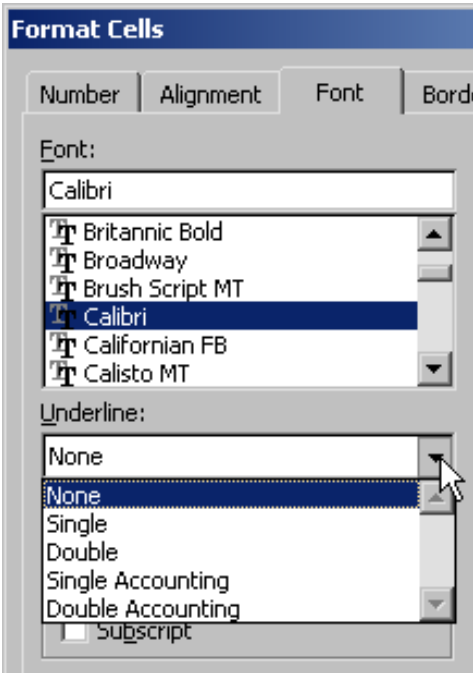 Format Cells
Number Alignment Font Bord
Font:
Calibri
Britannic Bold
Broadway
Brush Script MT
Calibri
Californian FB
Calisto MT
Underline:
None
None
Single
Double
Single Accounting
Double Accounting
Subscript